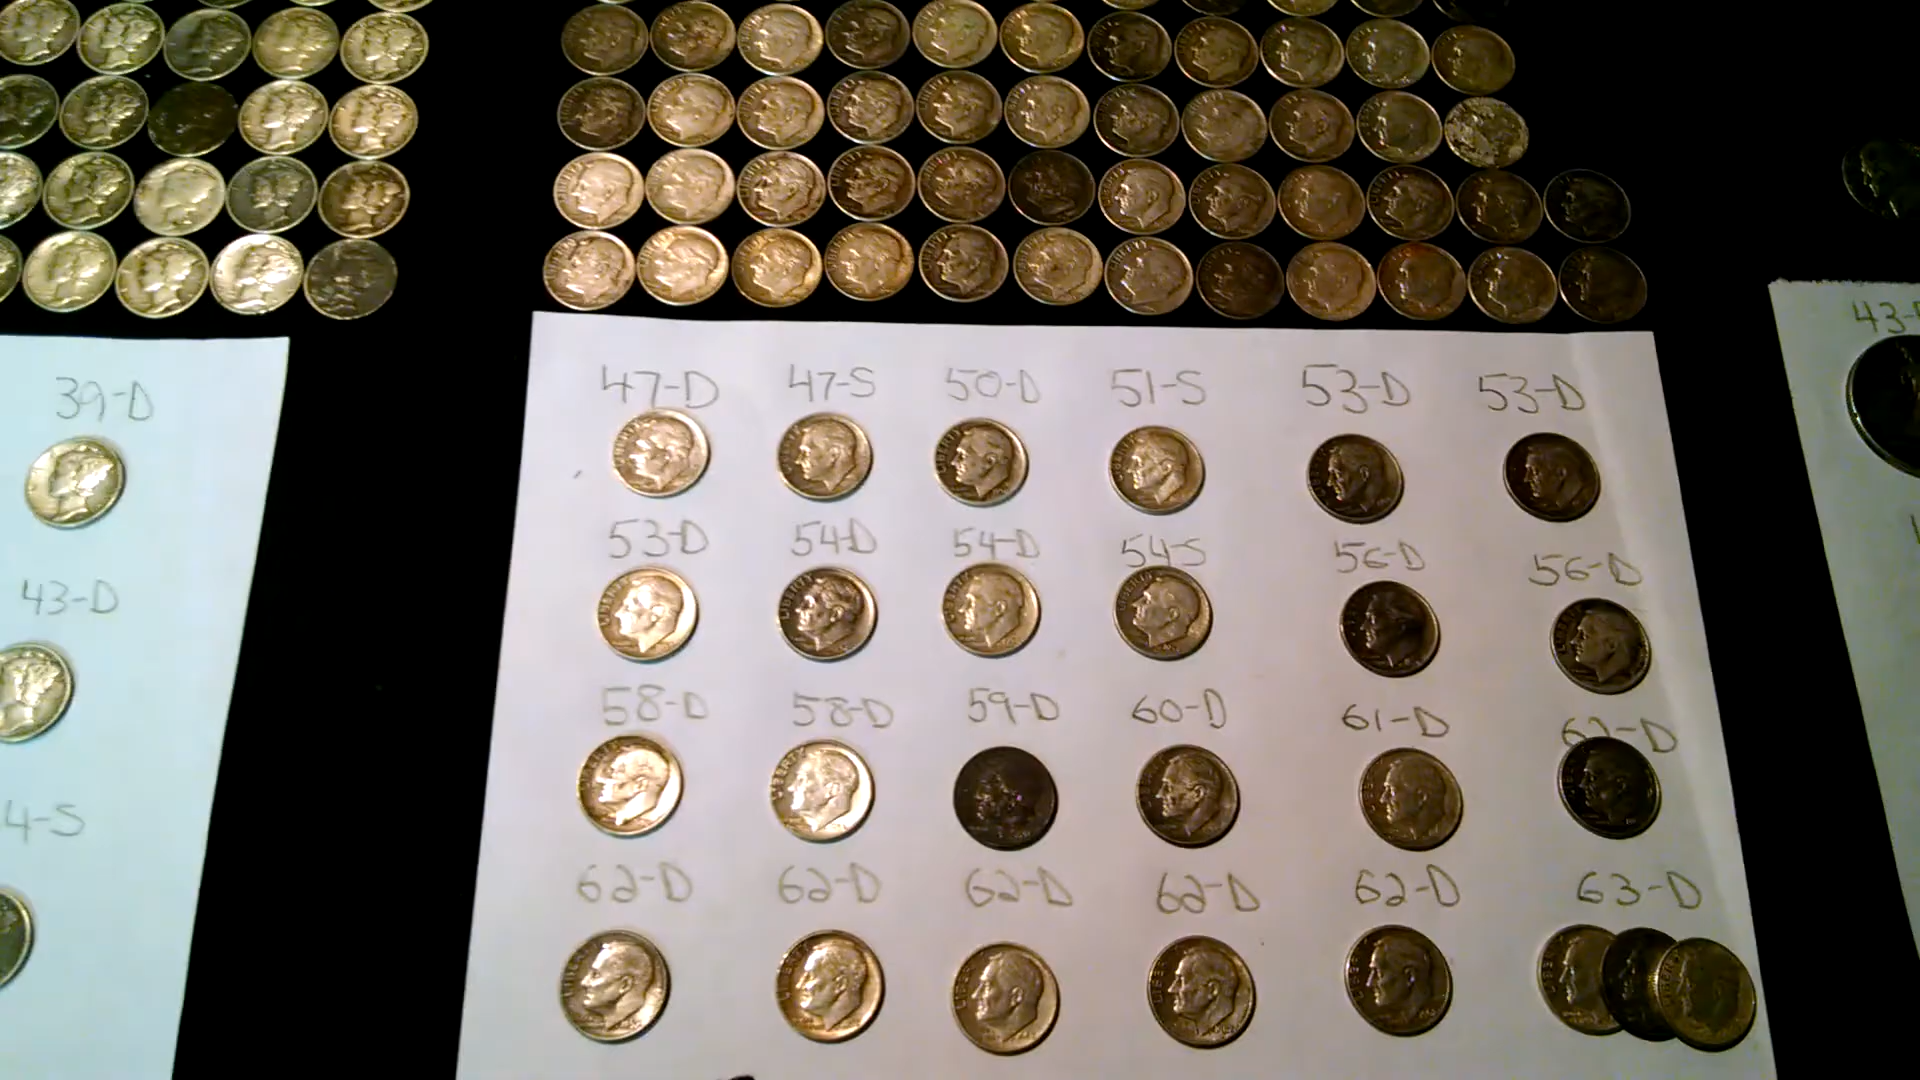 47-D 47-S 50-D 51-S 53-D 53-D
53-D 54-D 54-D 54-S 56-D 56-D
58-D 58-D 59-D 60-D 61-D 62-D
62-D 62-D 62-D 62-D 62-D 63-D
39-D
43-D
4-S
43-